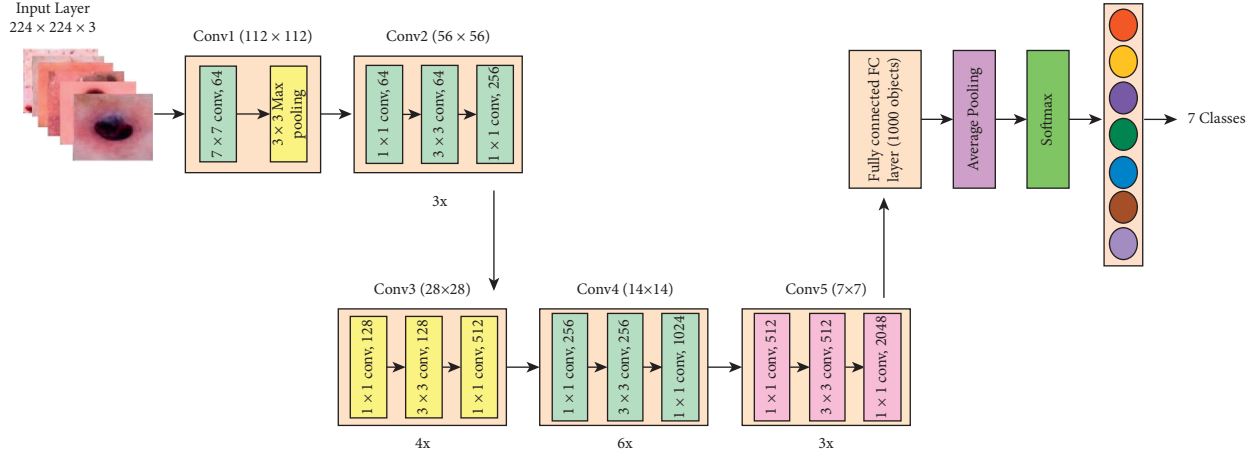 Input Layer
224 × 224 × 3
Conv1 (112 × 112)
7 × 7 conv, 64
3 × 3 Max
pooling
Conv2 (56 × 56)
1 × 1 conv, 64
3 × 3 conv, 64
1 × 1 conv, 256
3x
Conv3 (28×28)
1 × 1 conv, 128
3 × 3 conv, 128
1 × 1 conv, 512
4x
Conv4 (14×14)
1 × 1 conv, 256
3 × 3 conv, 256
1 × 1 conv, 1024
6x
Conv5 (7×7)
1 × 1 conv, 512
3 × 3 conv, 512
1 × 1 conv, 2048
3x
Fully connected FC
layer (1000 objects)
Average Pooling
Softmax
7 Classes